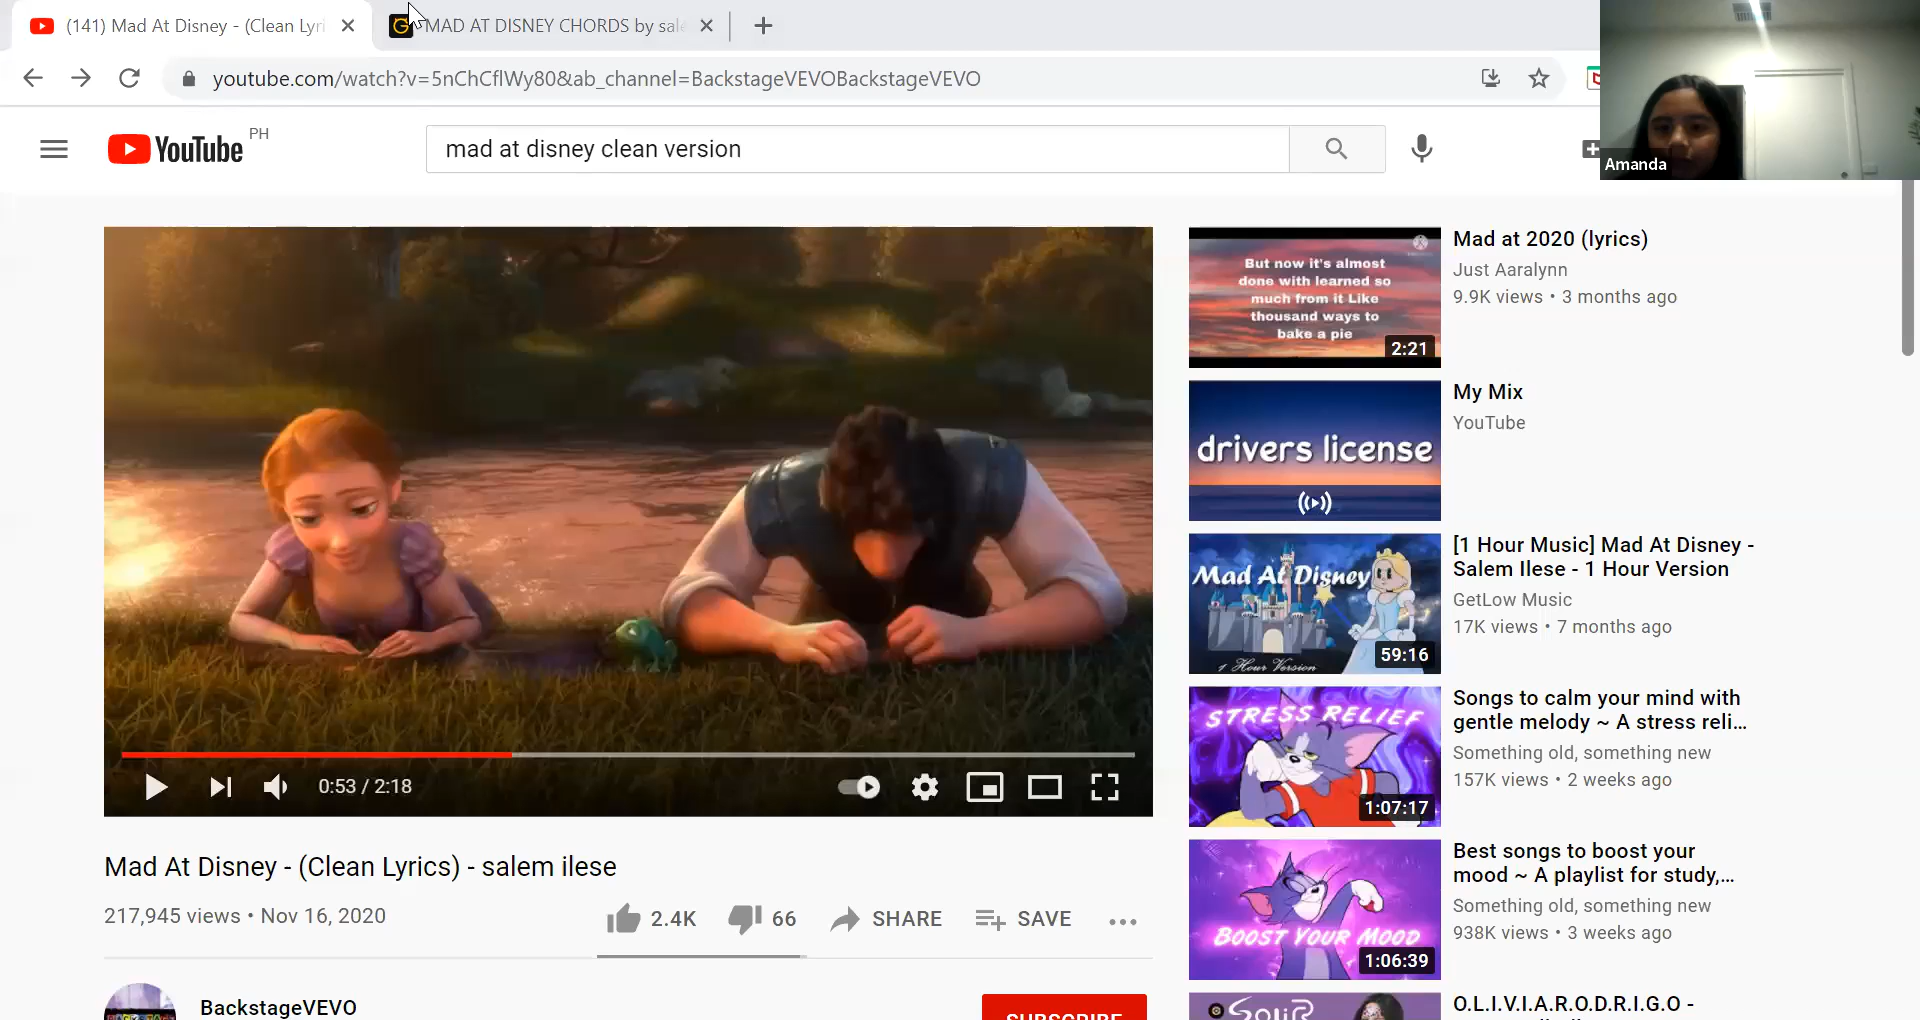 (141) Mad At Disney - (Clean Lyri
MAD AT DISNEY CHORDS by sale
youtube.com/watch?v=5nChCflWy80&ab_channel=BackstageVEVOBackstageVEVO
YouTube PH
mad at disney clean version
Amanda
0:53 / 2:18
Mad At Disney - (Clean Lyrics) - salem ilese
217,945 views • Nov 16, 2020
2.4K
66
SHARE
SAVE
BackstageVEVO
SUBSCRIBE
But now it's almost
done with learned so
much from it Like
thousand ways to
bake a pie
2:21
Mad at 2020 (lyrics)
Just Aaralynn
9.9K views • 3 months ago
drivers license
My Mix
YouTube
Mad At Disney
1 Hour Version
59:16
[1 Hour Music] Mad At Disney -
Salem Ilese - 1 Hour Version
GetLow Music
17K views • 7 months ago
STRESS RELIEF
1:07:17
Songs to calm your mind with
gentle melody ~ A stress reli...
Something old, something new
157K views • 2 weeks ago
BOOST YOUR MOOD
1:06:39
Best songs to boost your
mood ~ A playlist for study,...
Something old, something new
938K views • 3 weeks ago
O.L.I.V.I.A.R.O.D.R.I.G.O -